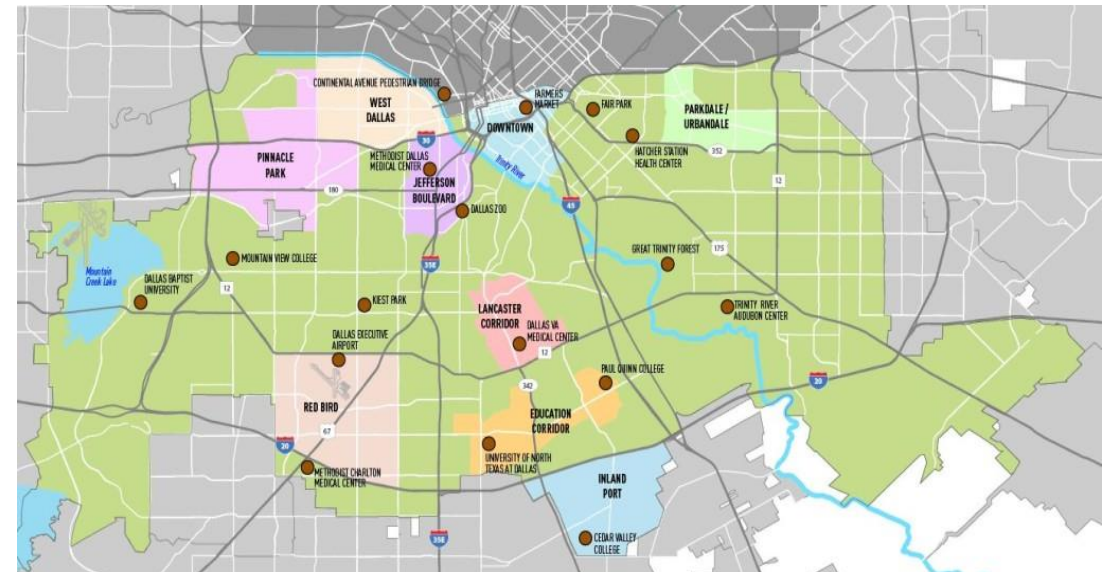 CONTINENTAL AVENUE PEDESTRIAN BRIDGE
WEST
DALLAS
FARMERS
MARKET
DOWNTOWN
FAIR PARK
PARKDALE /
URBANDALE
HATCHER STATION
HEALTH CENTER
352
30
METHODIST DALLAS
MEDICAL CENTER
PINNACLE
PARK
JEFFERSON
BOULEVARD
Trinity River
180
12
DALLAS ZOO
45
175
GREAT TRINITY FOREST
MOUNTAIN VIEW COLLEGE
35E
Mountain
Creek Lake
DALLAS BAPTIST
UNIVERSITY
12
KIEST PARK
LANCASTER
CORRIDOR
TRINITY RIVER
AUDUBON CENTER
DALLAS EXECUTIVE
AIRPORT
DALLAS VA
MEDICAL CENTER
12
PAUL QUINN COLLEGE
20
342
RED BIRD
EDUCATION
CORRIDOR
67
20
UNIVERSITY OF NORTH
TEXAS AT DALLAS
METHODIST CHARLTON
MEDICAL CENTER
INLAND
PORT
35E
CEDAR VALLEY
COLLEGE